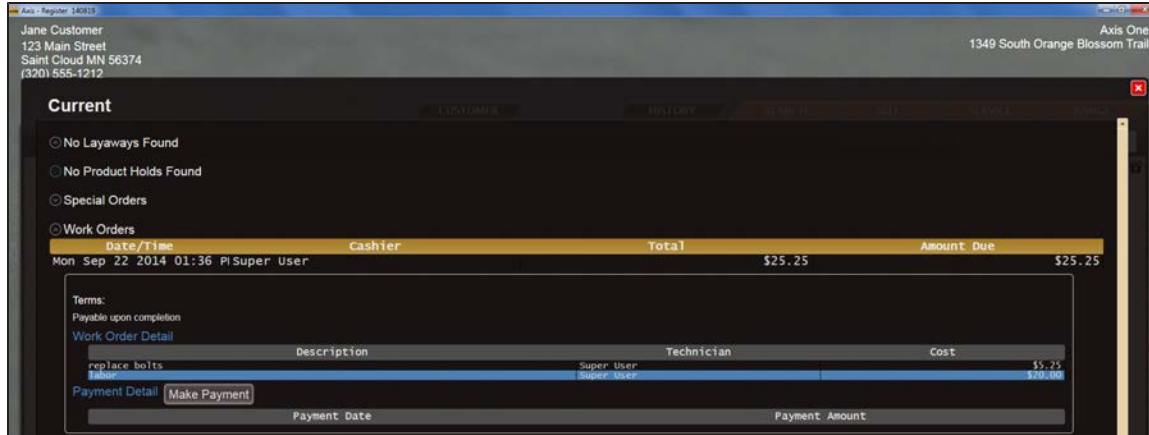 Axis - Register 140819
Jane Customer
123 Main Street
Saint Cloud MN 56374
(320) 555-1212
Axis One
1349 South Orange Blossom Trail
Current
CUSTOMER
HISTORY
No Layaways Found
No Product Holds Found
Special Orders
Work Orders
Date/Time Cashier Total Amount Due
Mon Sep 22 2014 01:36 Super User $25.25 $25.25
Terms:
Payable upon completion
Work Order Detail
Description Technician Cost
replace bolts Super User $5.25
labor Super User $20.00
Payment Detail Make Payment
Payment Date Payment Amount